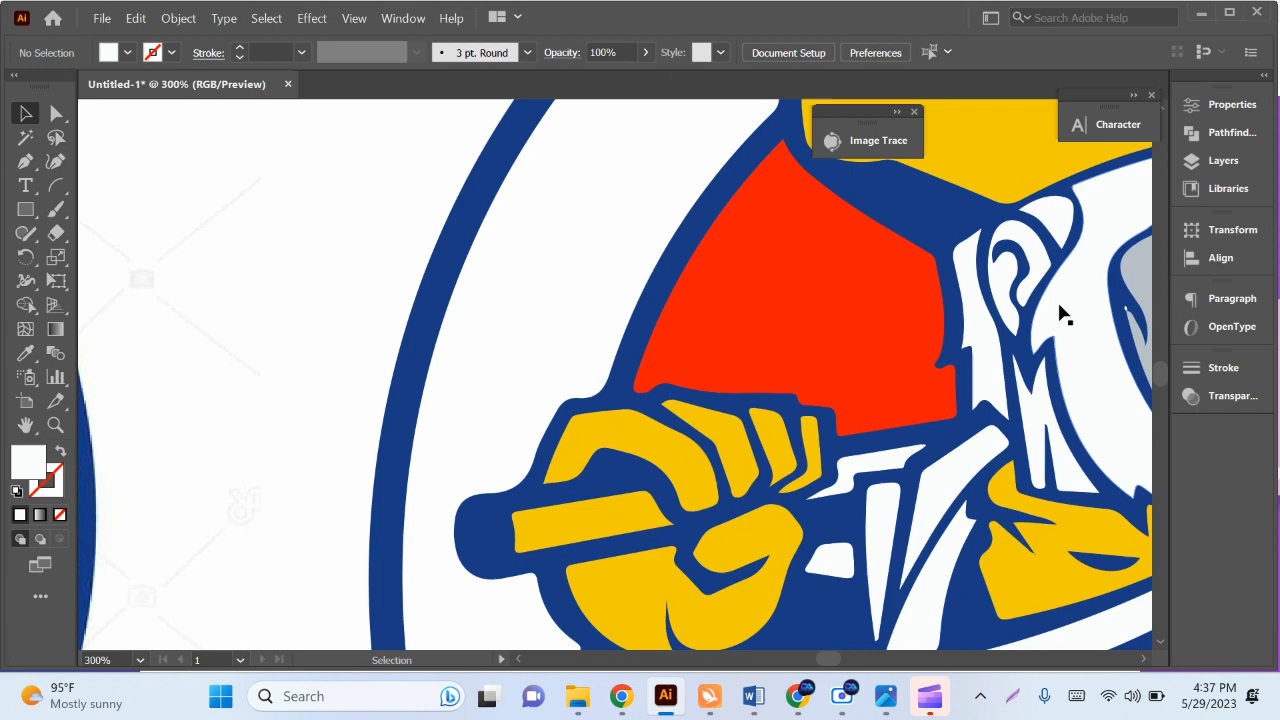 Ai File Edit Object Type Select Effect View Window Help Search Adobe Help
No Selection Stroke: 3 pt. Round Opacity: 100% Style: Document Setup Preferences
Untitled-1* @ 300% (RGB/Preview)
Image Trace
Character
Properties
Pathfind...
Layers
Libraries
Transform
Align
Paragraph
OpenType
Stroke
Transpar...
300% 1 Selection
95°F
Mostly sunny
Search
4:37 PM
5/29/2023